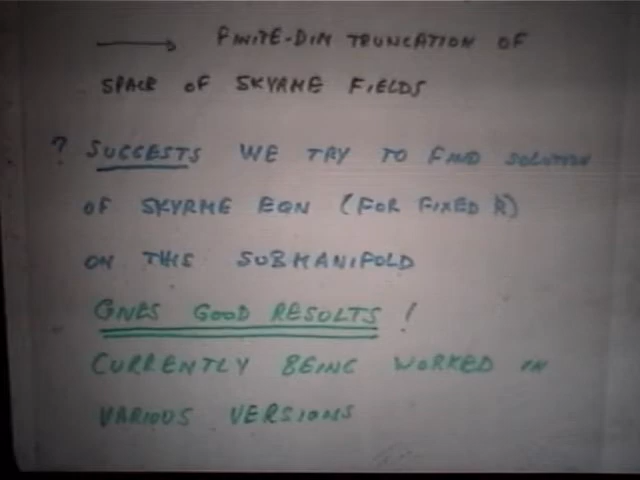 ⟶ FINITE-DIM TRUNCATION OF
SPACE OF SKYRME FIELDS
? SUGGESTS WE TRY TO FIND SOLUTION
OF SKYRME EQN (FOR FIXED R)
ON THIS SUBMANIFOLD
GIVES GOOD RESULTS !
CURRENTLY BEING WORKED IN
VARIOUS VERSIONS